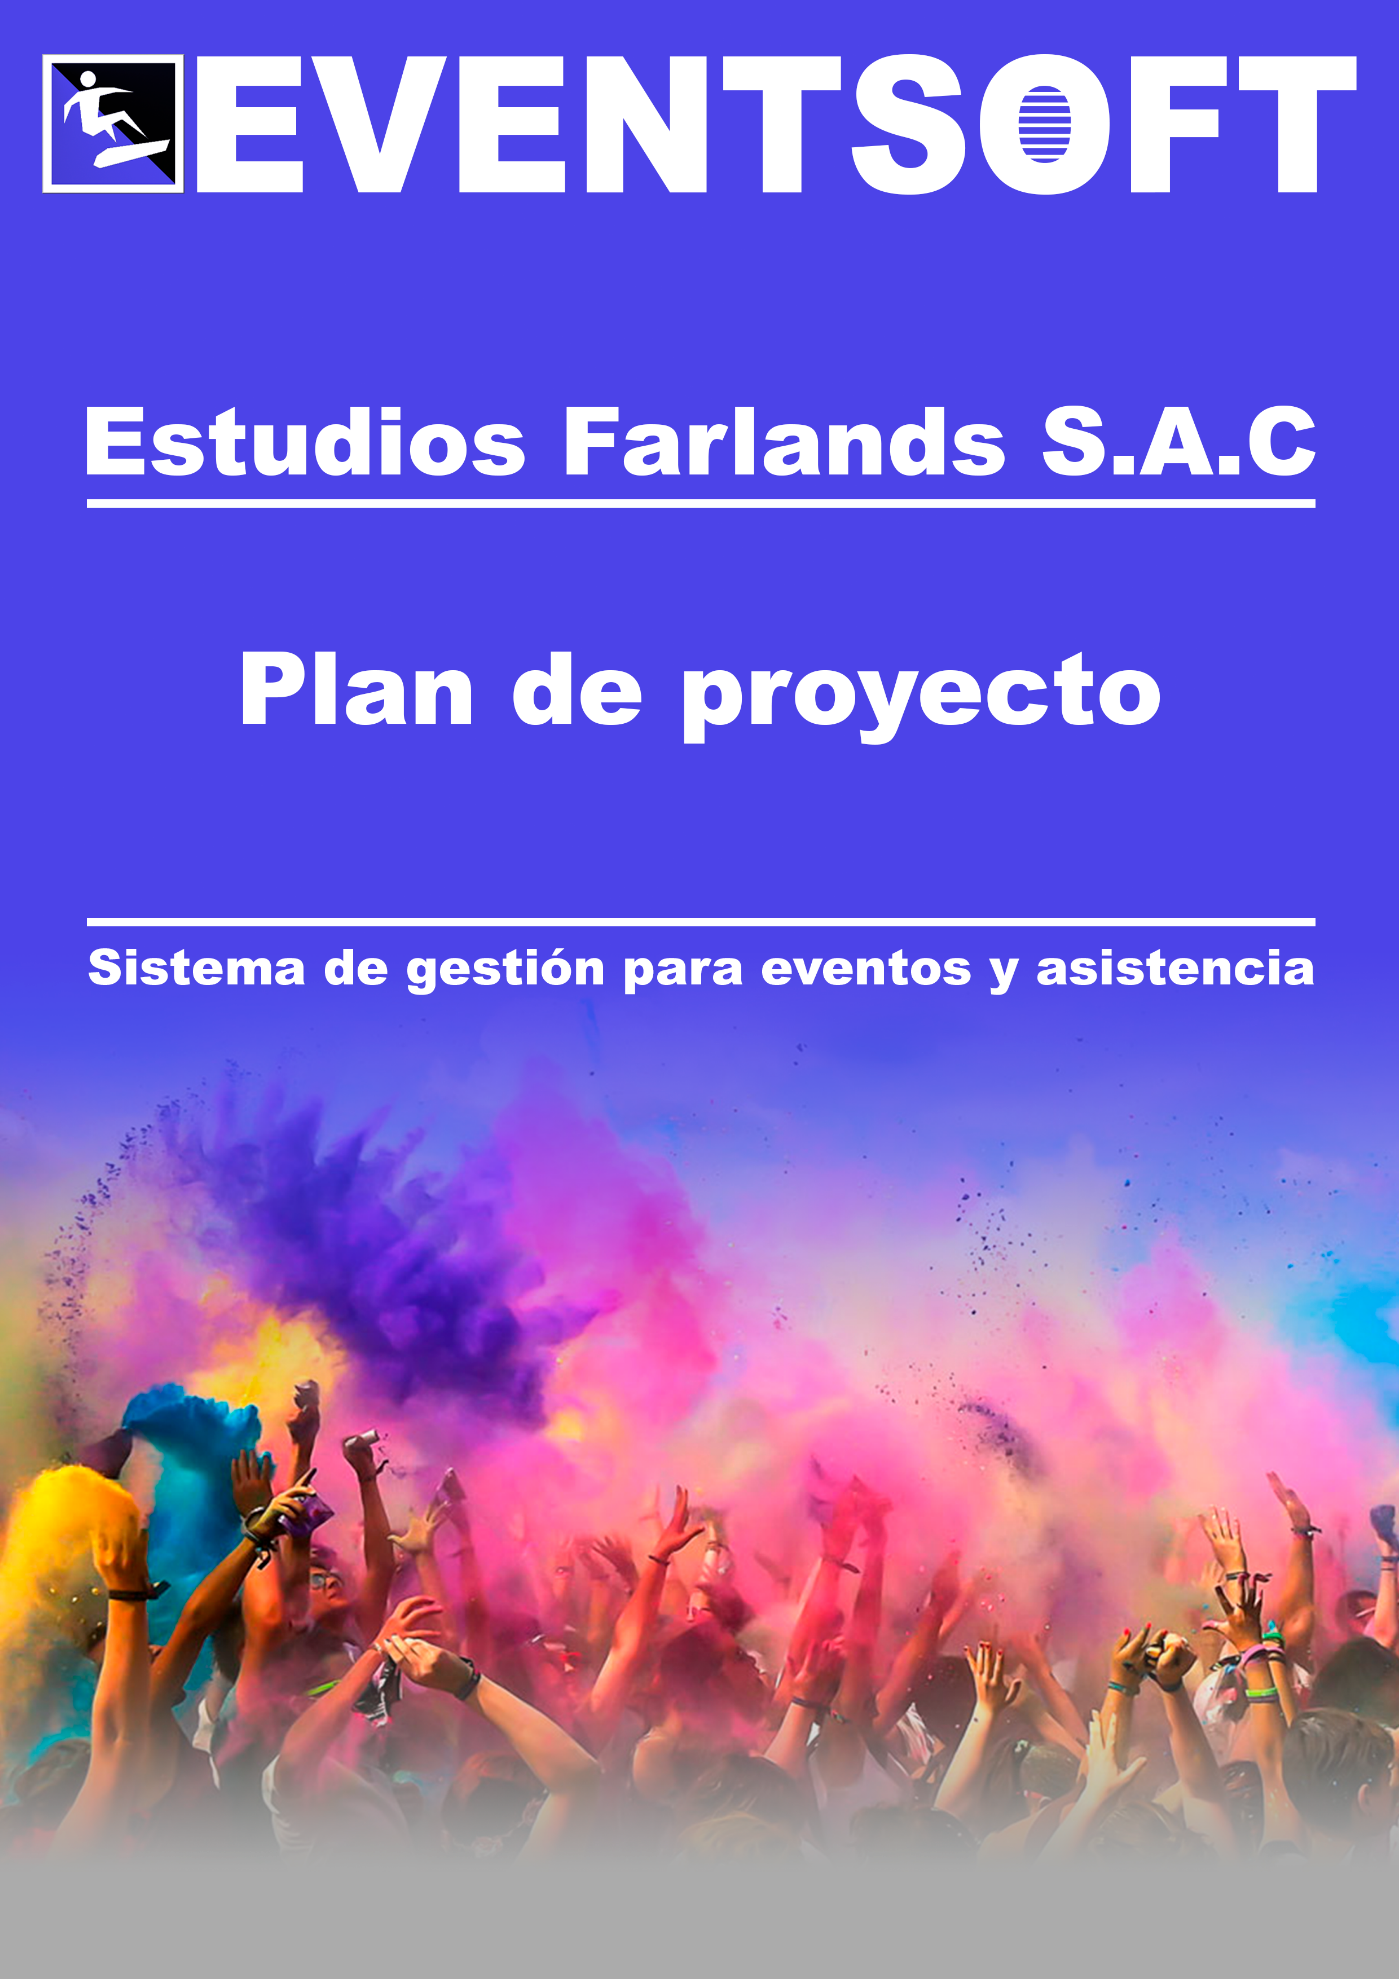 EVENTSOFT
Estudios Farlands S.A.C
Plan de proyecto
Sistema de gestión para eventos y asistencia